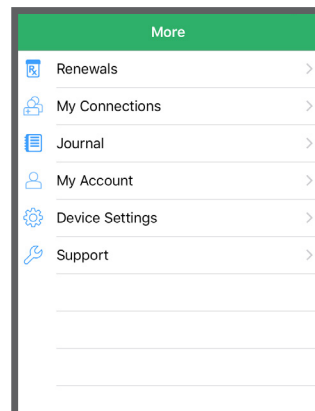 More
Renewals
My Connections
Journal
My Account
Device Settings
Support